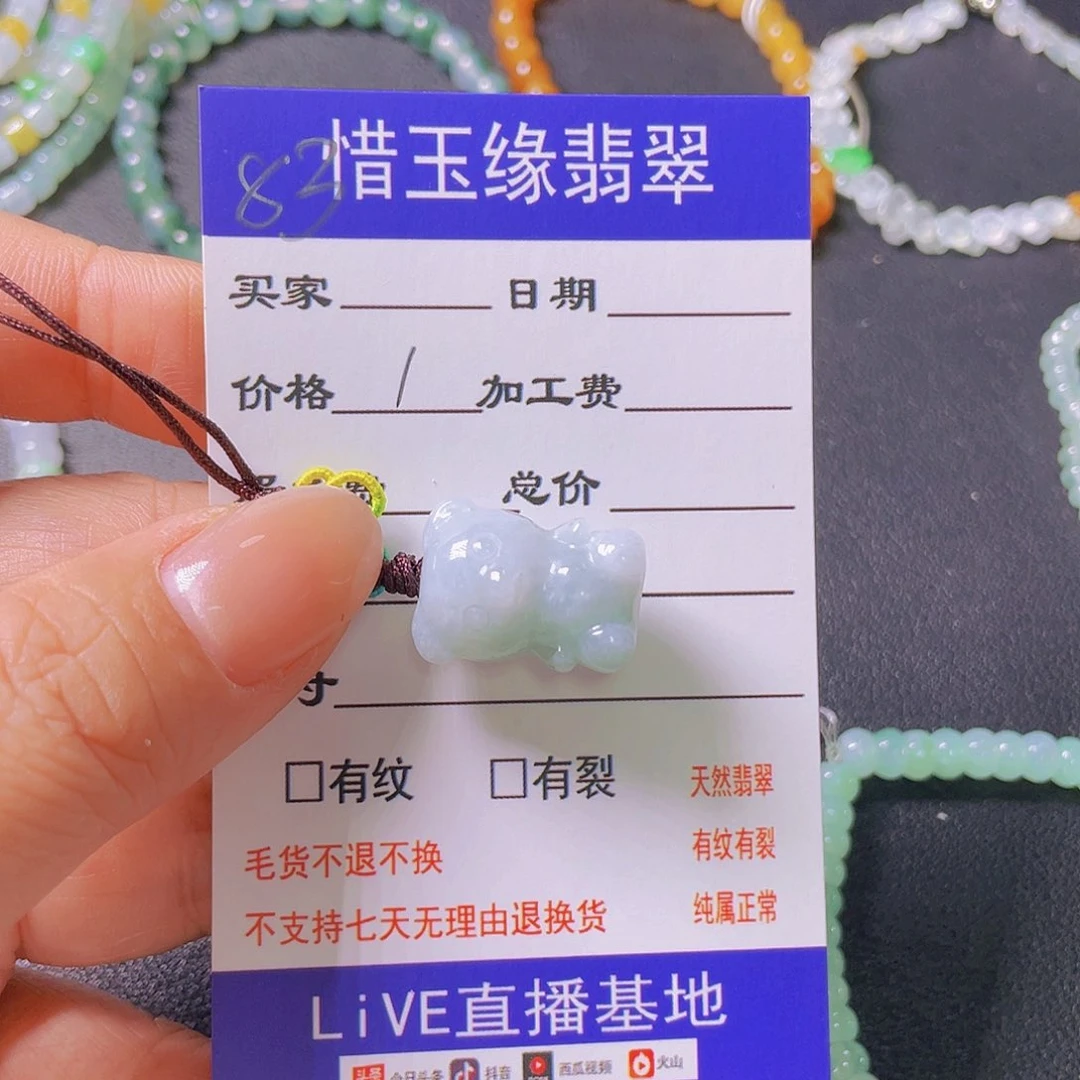 83 惜玉缘翡翠
买家 日期
价格 / 加工费
总价
寸
□有纹 □有裂 天然翡翠
毛货不退不换 有纹有裂
不支持七天无理由退换货 纯属正常
LiVE直播基地
头条 今日头条 抖音 西瓜视频 火山